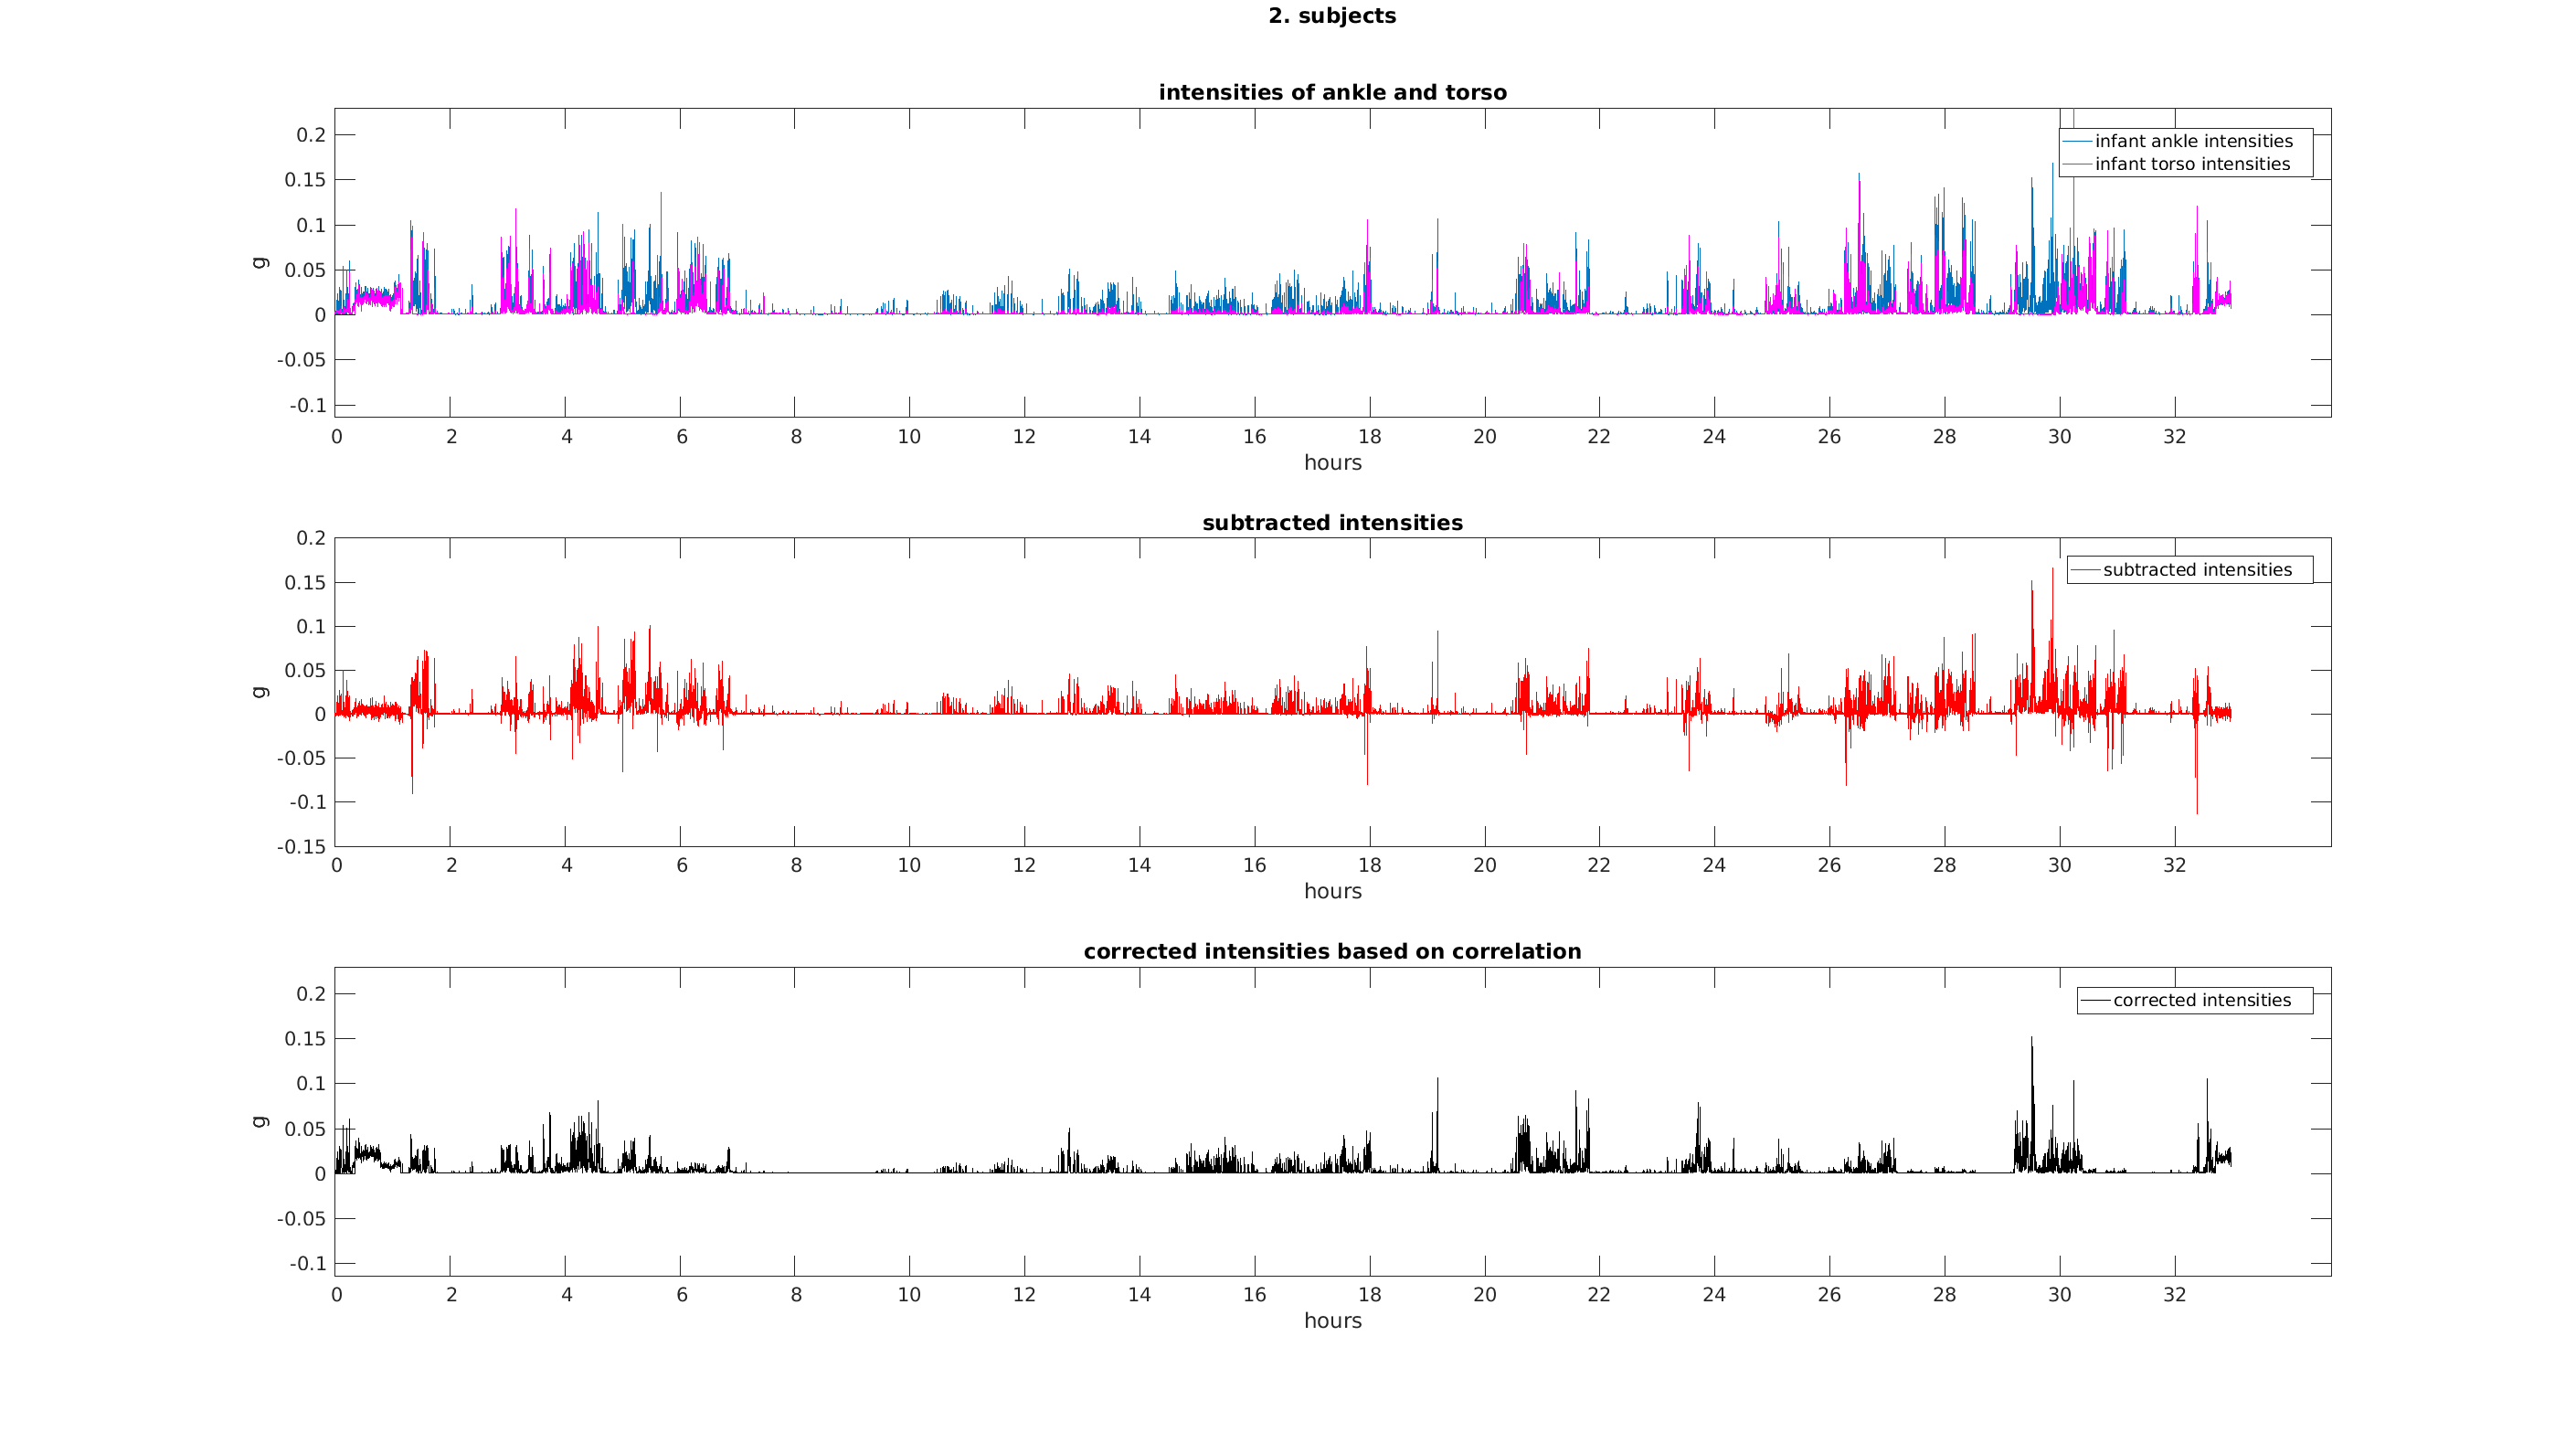 2. subjects
intensities of ankle and torso
0.2
0.15
0.1
0.05
0
-0.05
-0.1
g
infant ankle intensities
infant torso intensities
0 2 4 6 8 10 12 14 16 18 20 22 24 26 28 30 32
hours
subtracted intensities
0.2
0.15
0.1
0.05
0
-0.05
-0.1
-0.15
g
subtracted intensities
0 2 4 6 8 10 12 14 16 18 20 22 24 26 28 30 32
hours
corrected intensities based on correlation
0.2
0.15
0.1
0.05
0
-0.05
-0.1
g
corrected intensities
0 2 4 6 8 10 12 14 16 18 20 22 24 26 28 30 32
hours